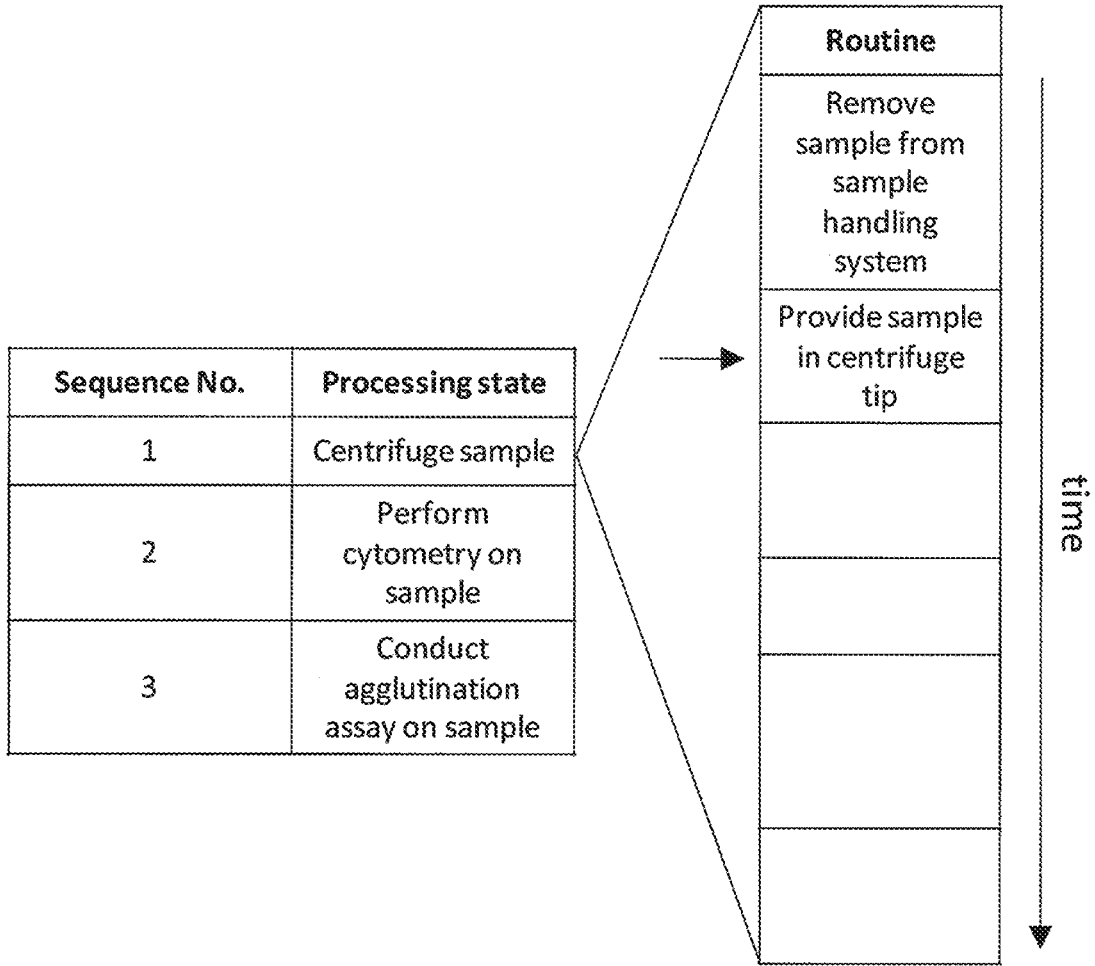 Sequence No.
Processing state
1
Centrifuge sample
2
Perform
cytometry on
sample
3
Conduct
agglutination
assay on sample
Routine
Remove
sample from
sample
handling
system
Provide sample
in centrifuge
tip
time